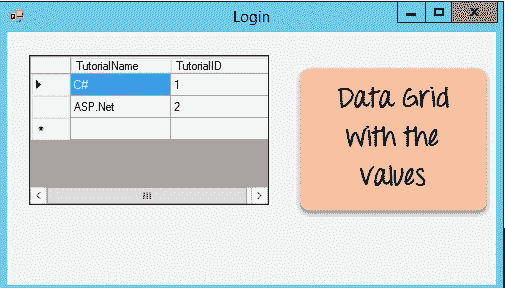 Login
TutorialName TutorialID
C# 1
ASP.Net 2
Data Grid
with the
values